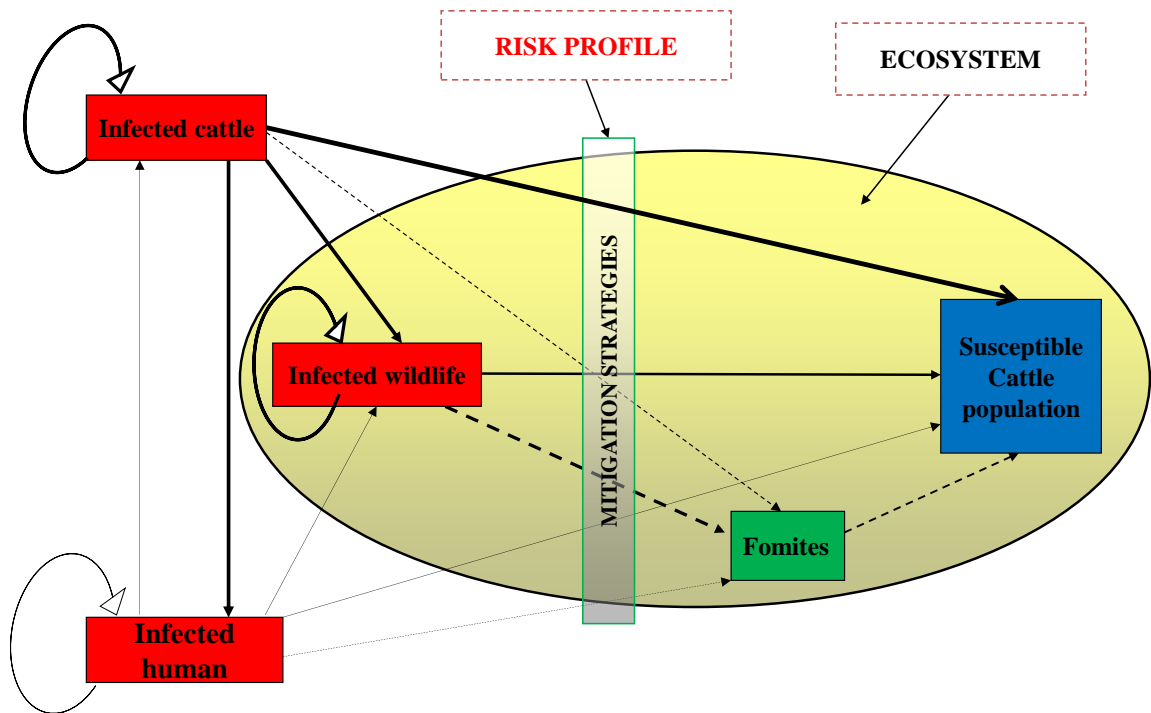 RISK PROFILE
ECOSYSTEM
Infected cattle
MITIGATION STRATEGIES
Infected wildlife
Susceptible
Cattle
population
Fomites
Infected
human